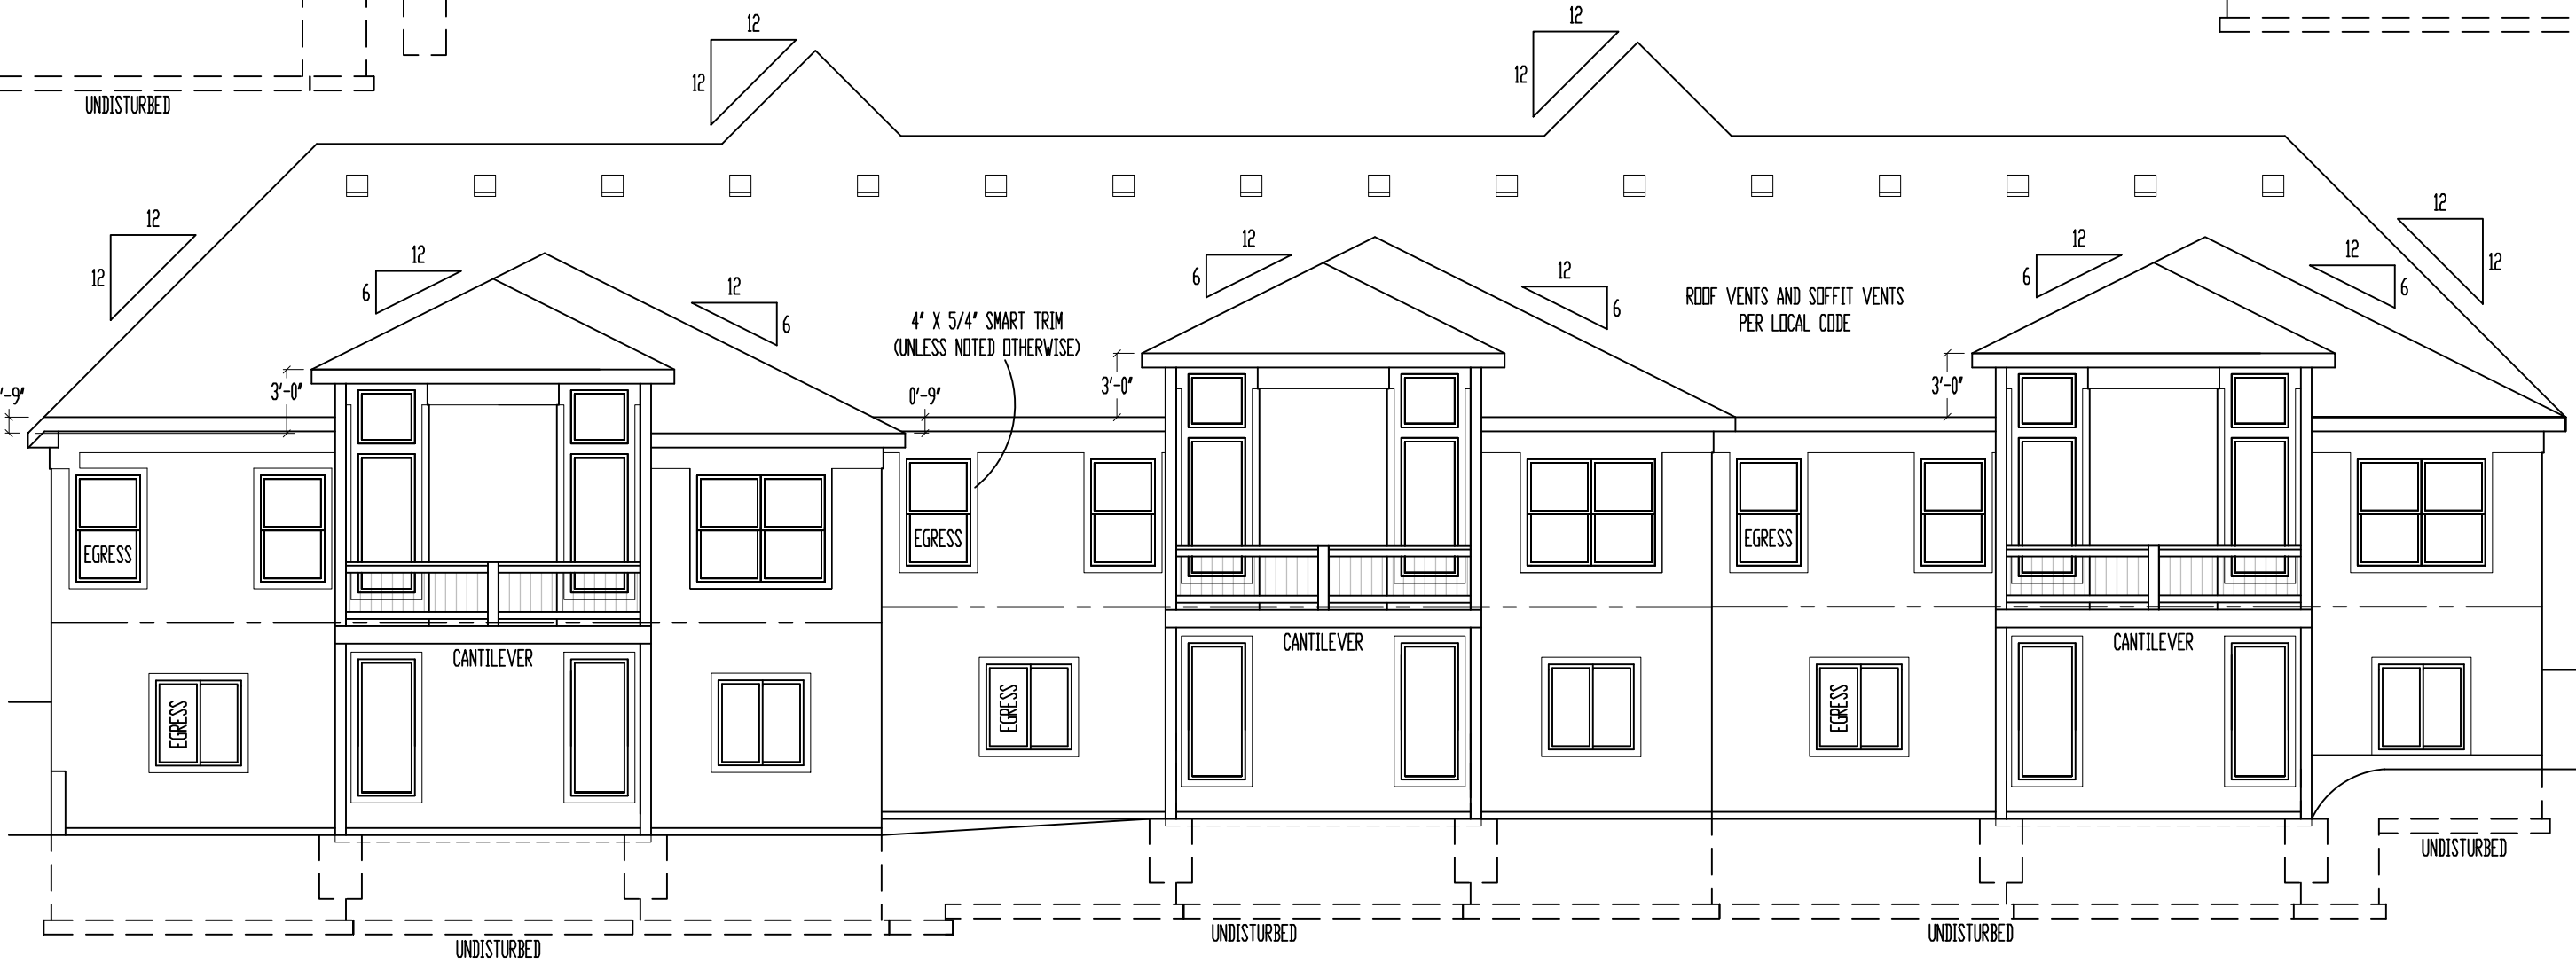 12
12
12
12
UNDISTURBED
12
12
12
12
12
6
12
6
12
6
12
6
12
6
12
6
ROOF VENTS AND SOFFIT VENTS
PER LOCAL CODE
4" X 5/4" SMART TRIM
(UNLESS NOTED OTHERWISE)
'-9"
3'-0"
0'-9"
3'-0"
3'-0"
EGRESS
EGRESS
EGRESS
CANTILEVER
CANTILEVER
CANTILEVER
EGRESS
EGRESS
EGRESS
UNDISTURBED
UNDISTURBED
UNDISTURBED
UNDISTURBED